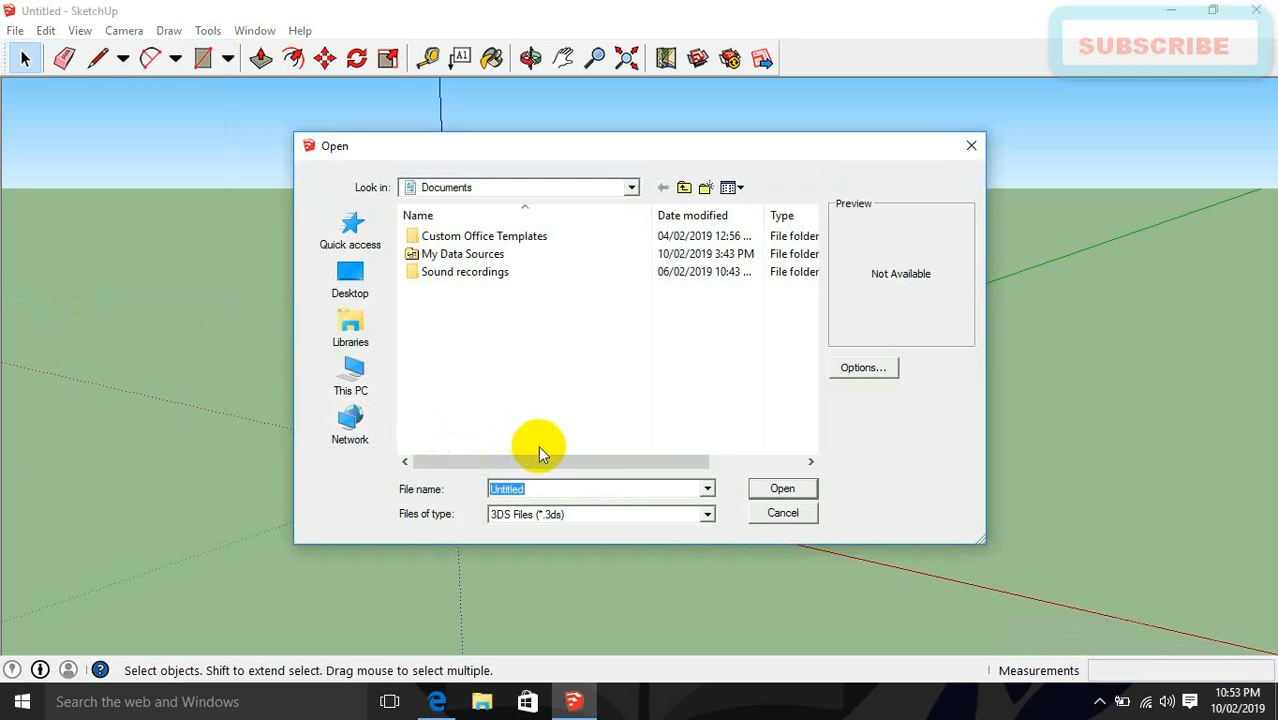 Untitled - SketchUp
File Edit View Camera Draw Tools Window Help
SUBSCRIBE
A1
Open
Look in: Documents
Name Date modified Type
Custom Office Templates 04/02/2019 12:56 ... File folder
My Data Sources 10/02/2019 3:43 PM File folder
Sound recordings 06/02/2019 10:43 ... File folder
Quick access
Desktop
Libraries
This PC
Network
Preview
Not Available
Options...
File name: Untitled Open
Files of type: 3DS Files (*.3ds) Cancel
Select objects. Shift to extend select. Drag mouse to select multiple. Measurements
Search the web and Windows
10:53 PM
10/02/2019